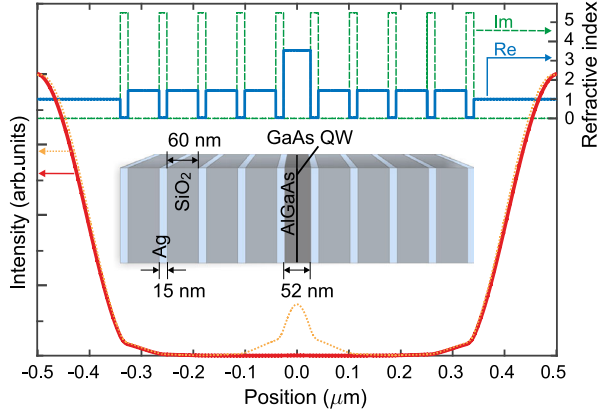 Im
Re
5
4
3
2
1
0
Refractive index
Intensity (arb.units)
60 nm
GaAs QW
SiO2
AlGaAs
Ag
15 nm
52 nm
-0.5 -0.4 -0.3 -0.2 -0.1 0.0 0.1 0.2 0.3 0.4 0.5
Position (μm)